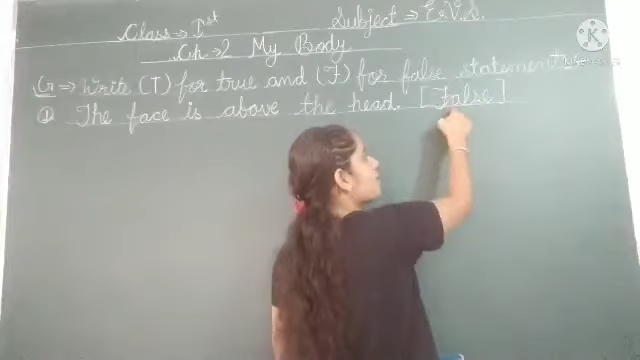 Class → Ist Subject ⇒ E.V.S.
Ch-2 My Body
G ⇒ Write (T) for true and (F) for false statements
① The face is above the head. [False]